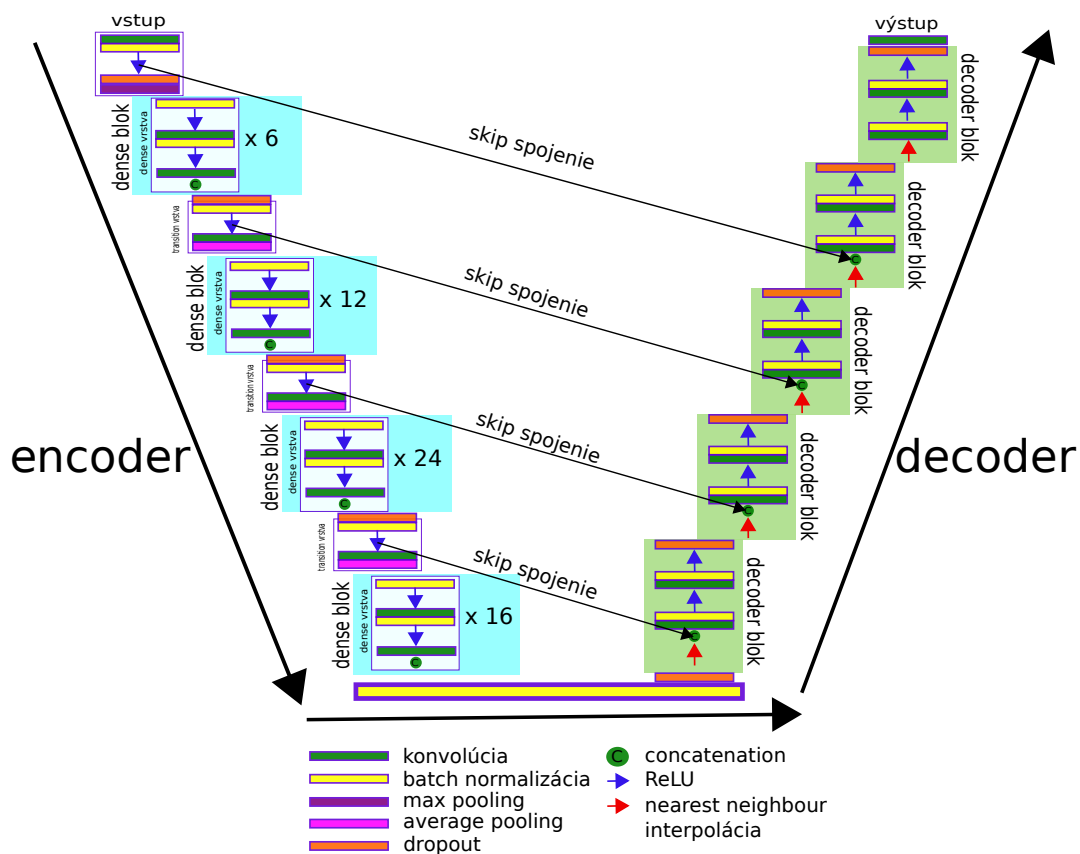 vstup
výstup
dense blok
dense vrstva
x 6
skip spojenie
decoder blok
transition vrstva
decoder blok
dense blok
dense vrstva
x 12
skip spojenie
decoder blok
transition vrstva
encoder
decoder
dense blok
dense vrstva
x 24
skip spojenie
decoder blok
transition vrstva
skip spojenie
decoder blok
dense blok
dense vrstva
x 16
C
C
C
C
C
C
C
C
konvolúcia
batch normalizácia
max pooling
average pooling
dropout
C concatenation
ReLU
nearest neighbour
interpolácia